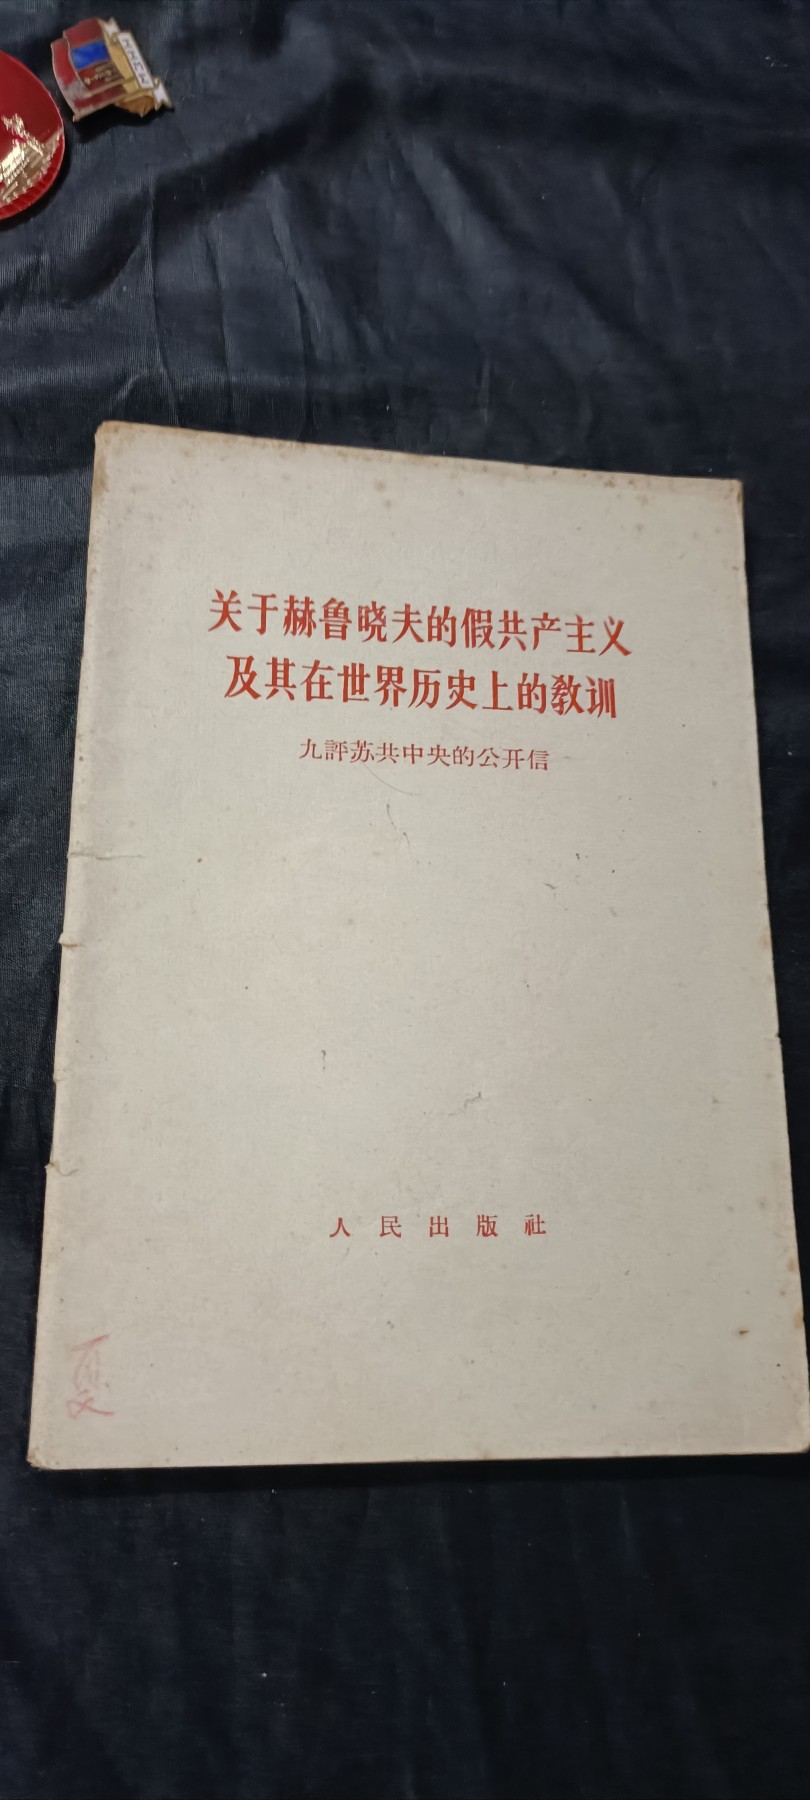 关于赫鲁晓夫的假共产主义
及其在世界历史上的教训
九評苏共中央的公开信
人民出版社
夏